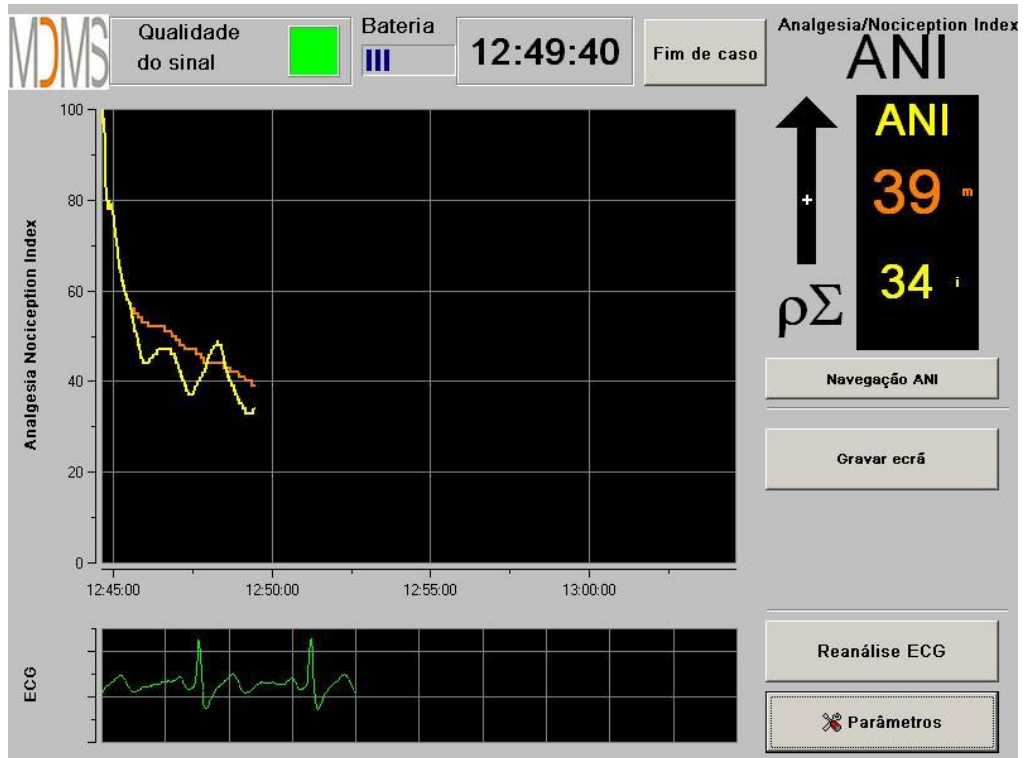 MDMS
Qualidade
do sinal
Bateria
12:49:40
Fim de caso
Analgesia/Nociception Index
ANI
ANI
39 m
34 i
+
ρΣ
Navegação ANI
Gravar ecrã
Reanálise ECG
Parâmetros
Analgesia Nociception Index
100
80
60
40
20
0
12:45:00
12:50:00
12:55:00
13:00:00
ECG